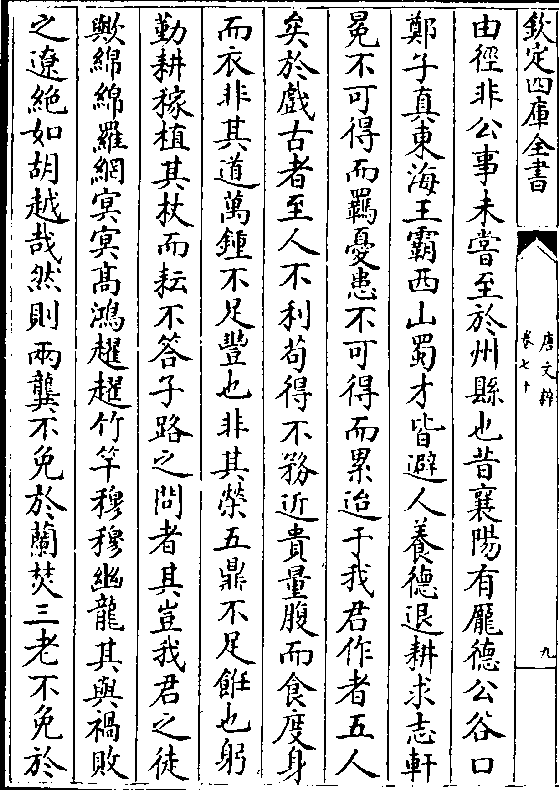 欽定四庫全書
唐文粹
卷七十
九
由徑非公事未嘗至於州縣也昔襄陽有龎德公谷口
鄭子真東海王霸西山蜀才皆避人養德退耕求志軒
冕不可得而羈憂患不可得而累迨于我君作者五人
矣於戲古者至人不利苟得不務近貴量腹而食度身
而衣非其道萬鍾不足豐也非其榮五鼎不足餁也躬
勤耕稼植其杖而耘不答子路之問者其豈我君之徒
歟綿綿羅網㝠㝠髙鴻趯趯竹竿穆穆幽龍其與禍敗
之遼絶如胡越哉然則兩龔不免於蘭焚三老不免於